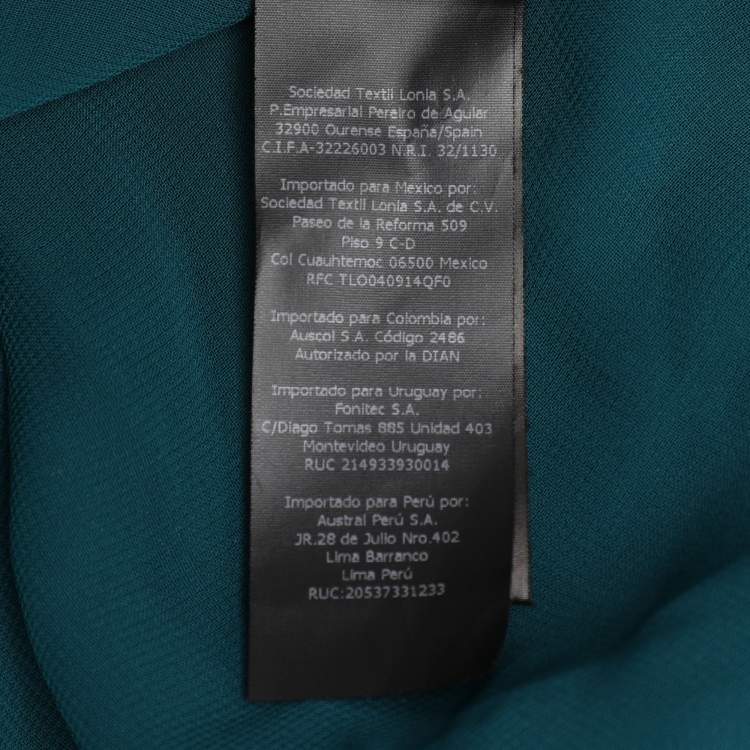 Sociedad Textil Lonia S.A.
P.Empresarial Pereiro de Aguiar
32900 Ourense España/Spain
C.I.F.A-32226003 N.R.I. 32/1130
Importado para Mexico por:
Sociedad Textil Lonia S.A. de C.V.
Paseo de la Reforma 509
Piso 9 C-D
Col Cuauhtemoc 06500 Mexico
RFC TLO040914QF0
Importado para Colombia por:
Auscol S.A. Código 2486
Autorizado por la DIAN
Importado para Uruguay por:
Fonitec S.A.
C/Diago Tomas 885 Unidad 403
Montevideo Uruguay
RUC 214933930014
Importado para Perú por:
Austral Perú S.A.
JR.28 de Julio Nro.402
Lima Barranco
Lima Perú
RUC:20537331233